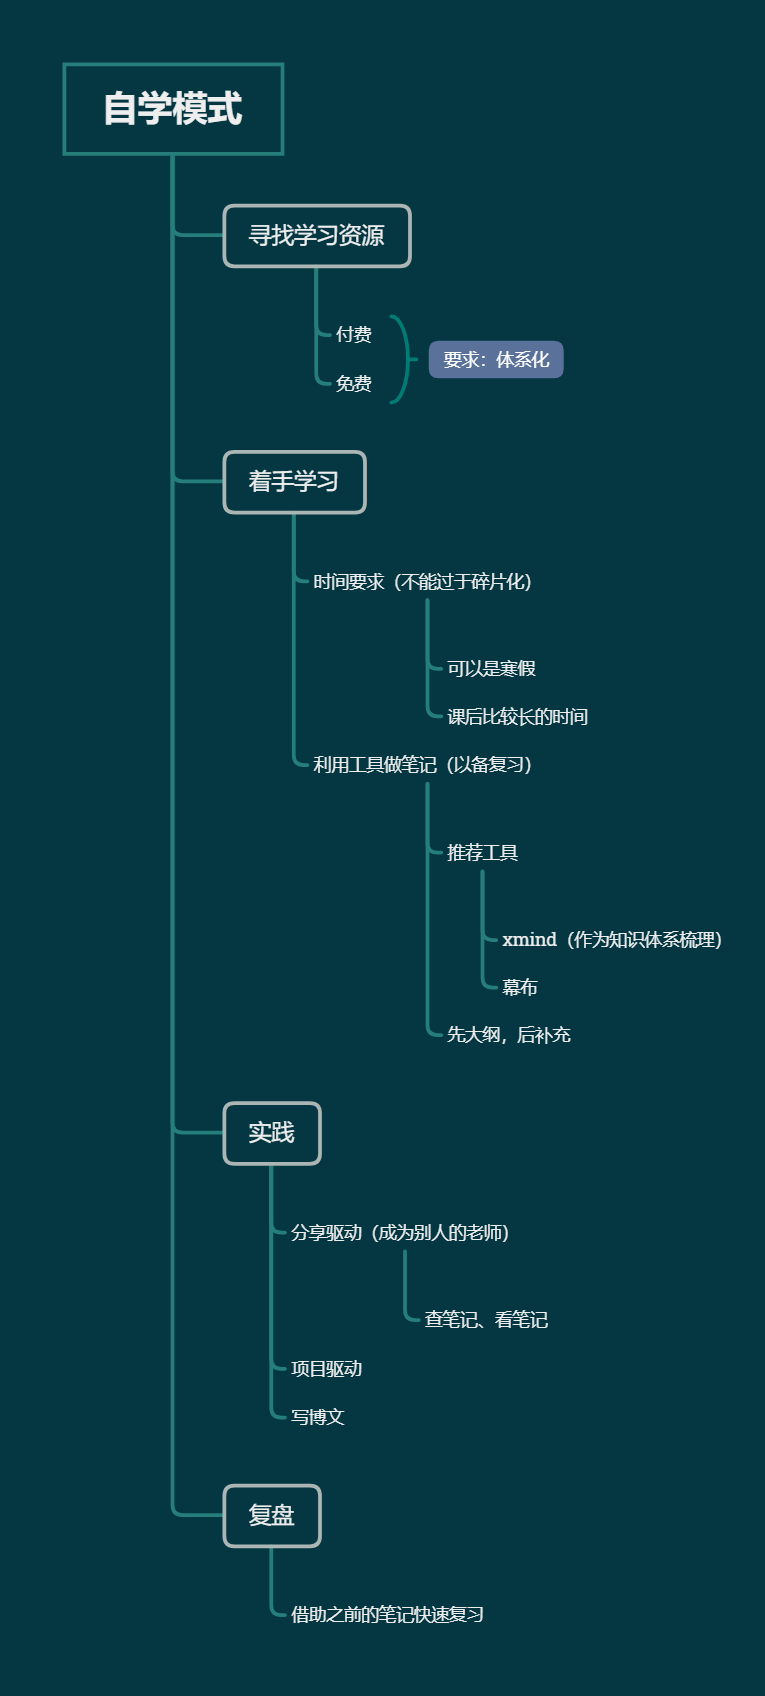 自学模式
寻找学习资源
付费
免费
要求：体系化
着手学习
时间要求（不能过于碎片化）
可以是寒假
课后比较长的时间
利用工具做笔记（以备复习）
推荐工具
xmind（作为知识体系梳理）
幕布
先大纲，后补充
实践
分享驱动（成为别人的老师）
查笔记、看笔记
项目驱动
写博文
复盘
借助之前的笔记快速复习